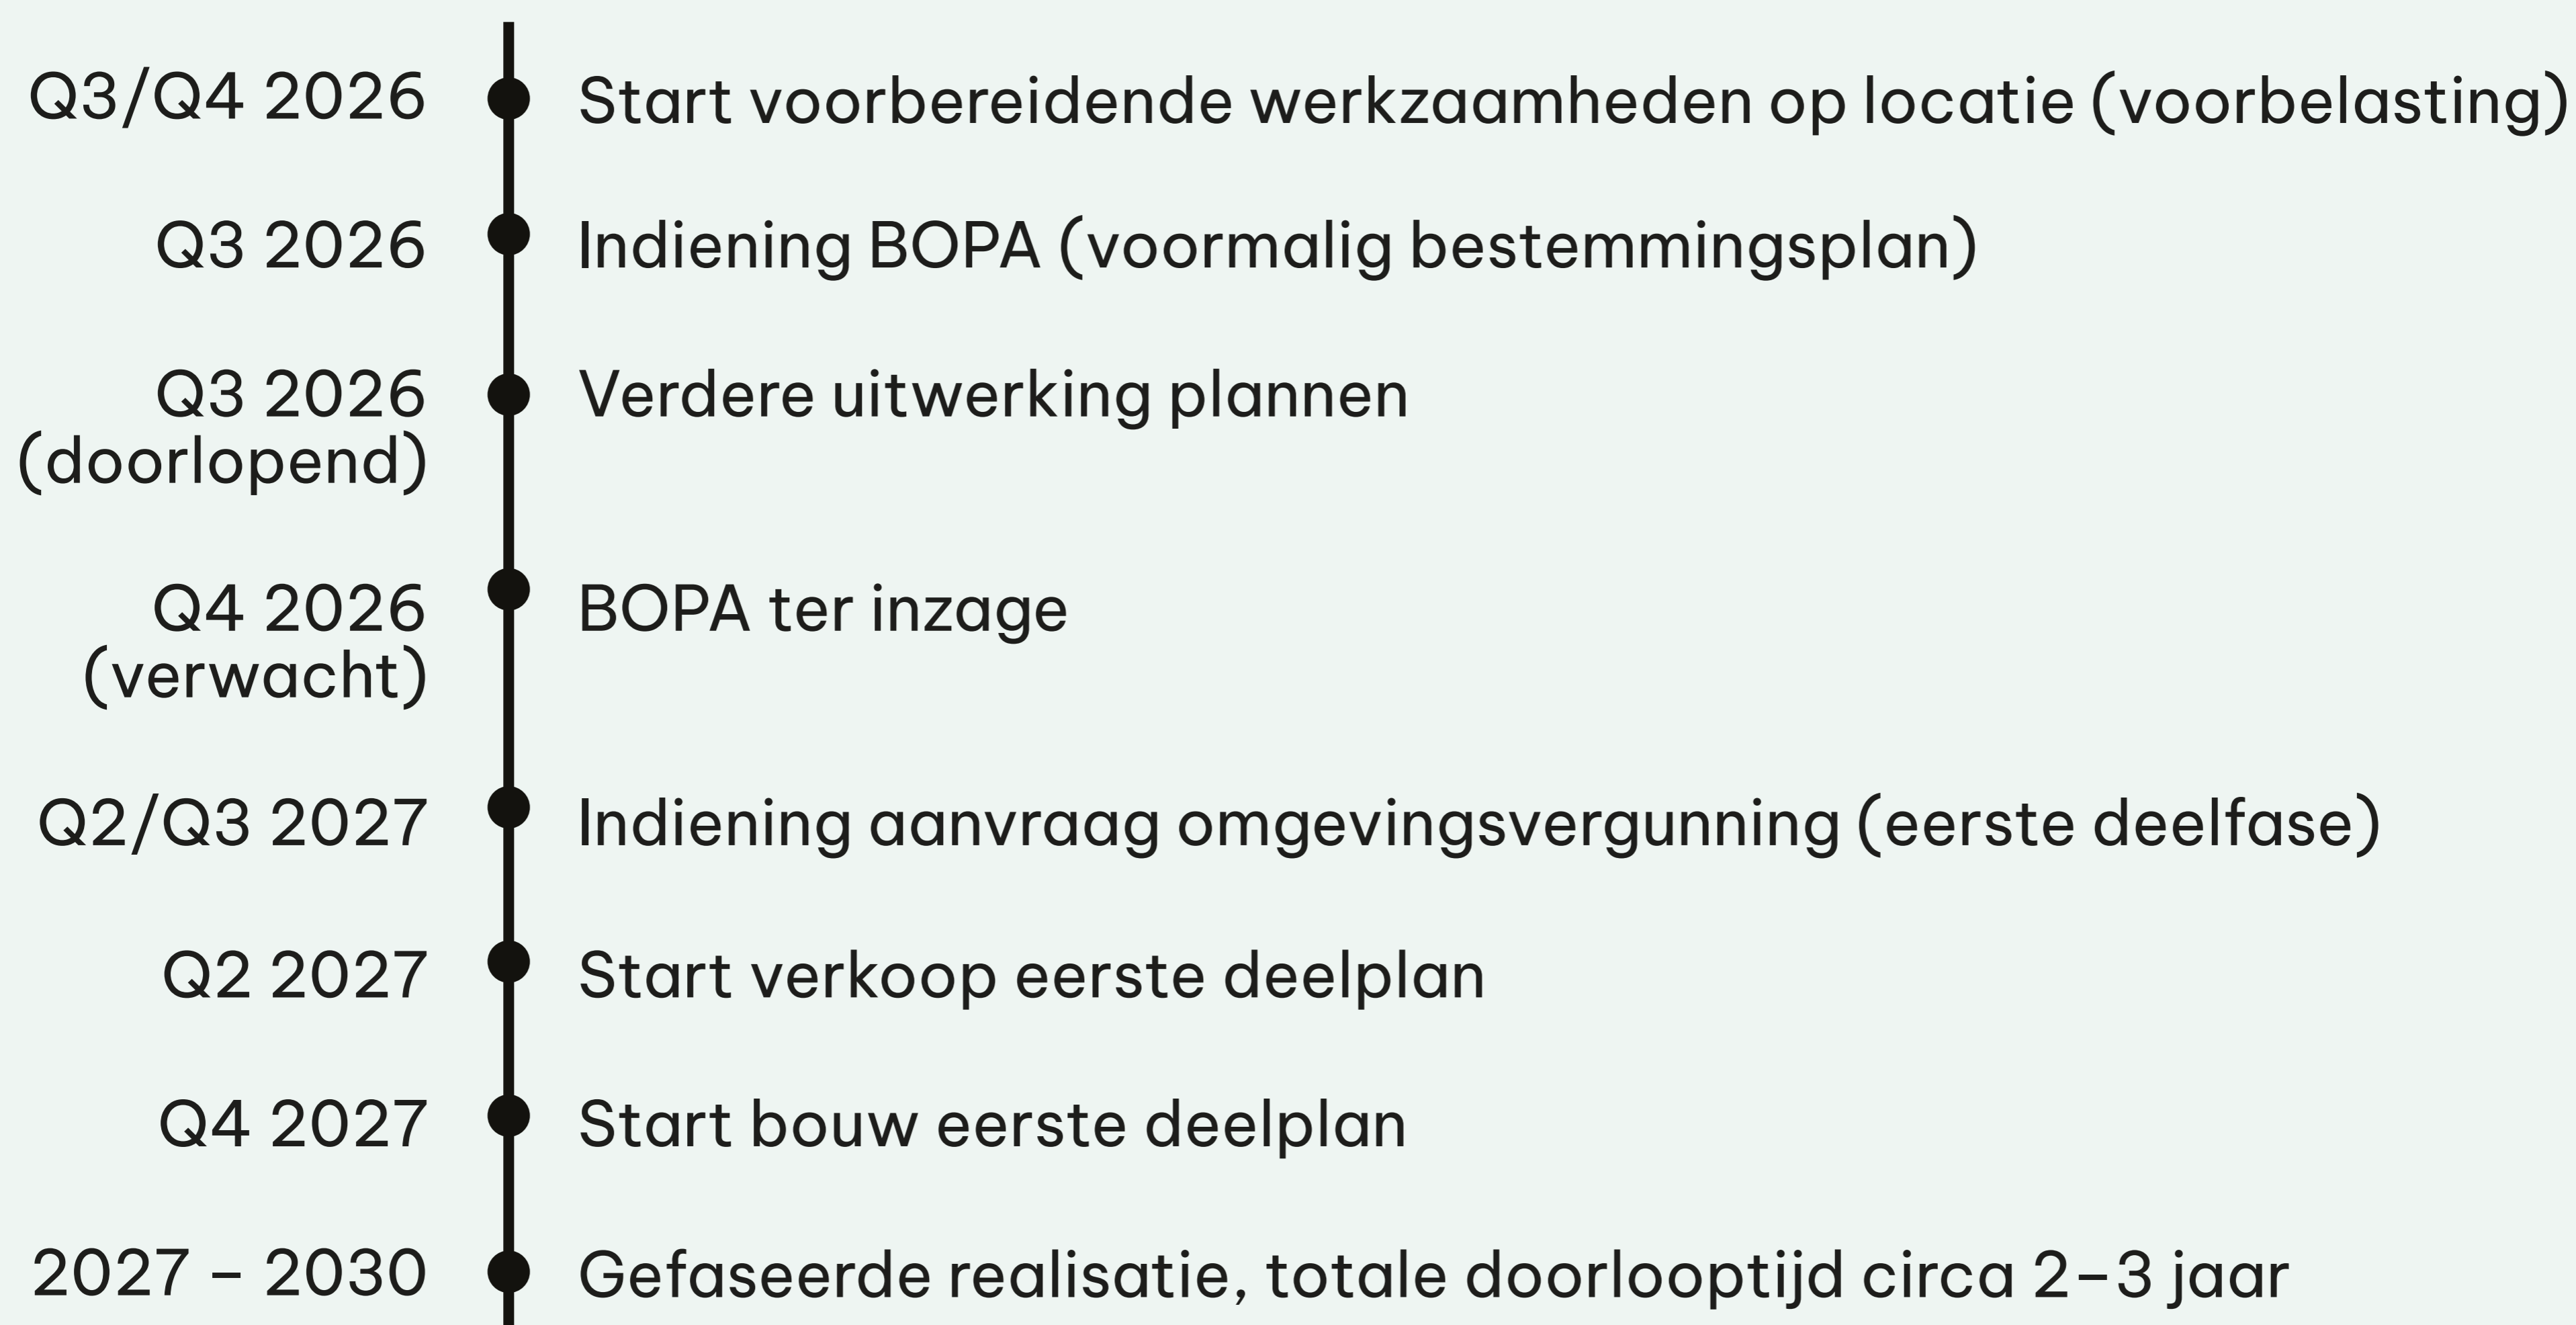 Q3/Q4 2026 Start voorbereidende werkzaamheden op locatie (voorbelasting)
Q3 2026 Indiening BOPA (voormalig bestemmingsplan)
Q3 2026 Verdere uitwerking plannen
(doorlopend)
Q4 2026 BOPA ter inzage
(verwacht)
Q2/Q3 2027 Indiening aanvraag omgevingsvergunning (eerste deelfase)
Q2 2027 Start verkoop eerste deelplan
Q4 2027 Start bouw eerste deelplan
2027 – 2030 Gefaseerde realisatie, totale doorlooptijd circa 2–3 jaar